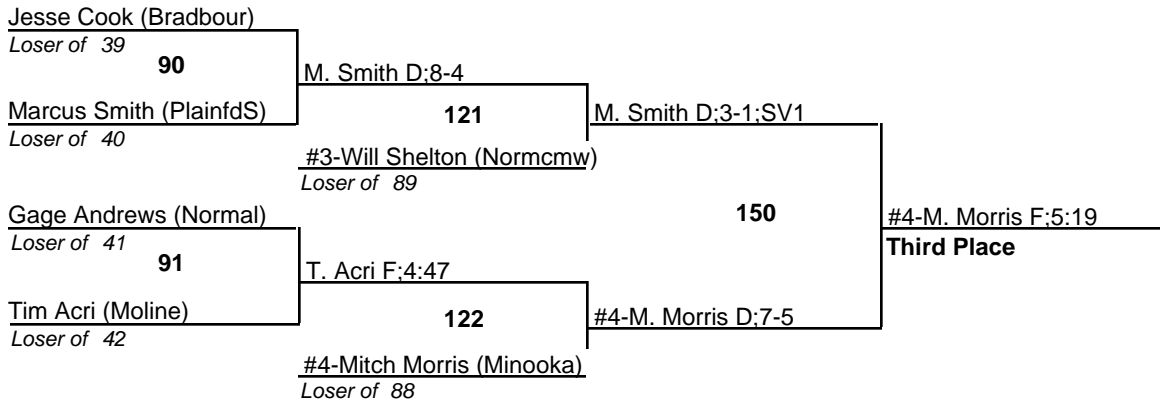 Jesse Cook (Bradbour)
Loser of 39
90
M. Smith D;8-4
Marcus Smith (PlainfdS)
121
M. Smith D;3-1;SV1
Loser of 40
#3-Will Shelton (Normcmw)
Loser of 89
Gage Andrews (Normal)
150
#4-M. Morris F;5:19
Loser of 41
Third Place
91
T. Acri F;4:47
Tim Acri (Moline)
122
#4-M. Morris D;7-5
Loser of 42
#4-Mitch Morris (Minooka)
Loser of 88